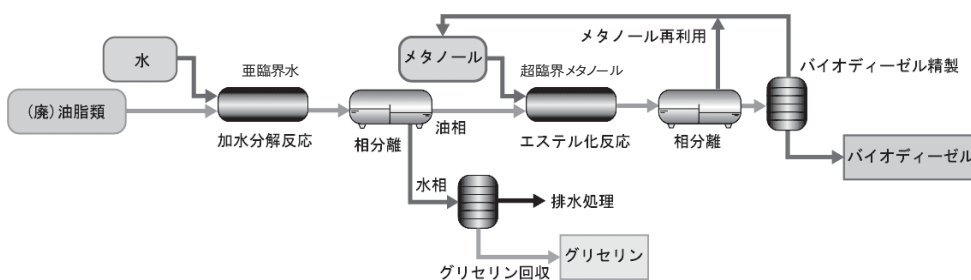 メタノール再利用
水
亜臨界水
メタノール
超臨界メタノール
バイオディーゼル精製
(廃)油脂類
加水分解反応
相分離
油相
エステル化反応
相分離
バイオディーゼル
水相
排水処理
グリセリン回収
グリセリン